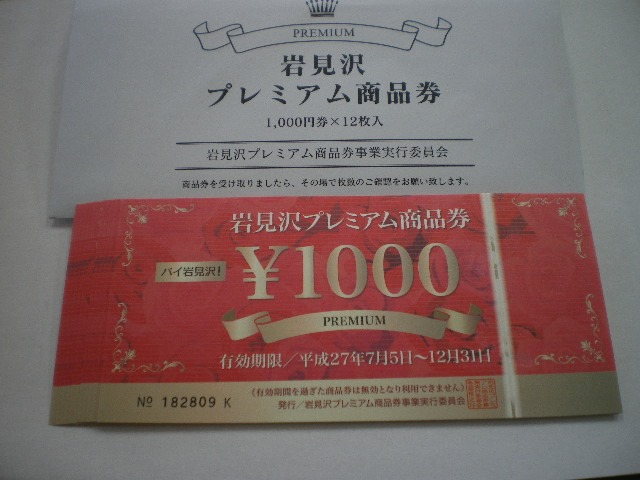 PREMIUM
岩見沢
プレミアム商品券
1,000円券×12枚入
岩見沢プレミアム商品券事業実行委員会
商品券を受け取りましたら、その場で枚数のご確認をお願い致します。
岩見沢プレミアム商品券
バイ岩見沢!
¥1000
PREMIUM
有効期限/平成27年7月5日~12月31日
《有効期間を過ぎた商品券は無効となり利用できません》
№ 182809 K
発行/岩見沢プレミアム商品券事業実行委員会